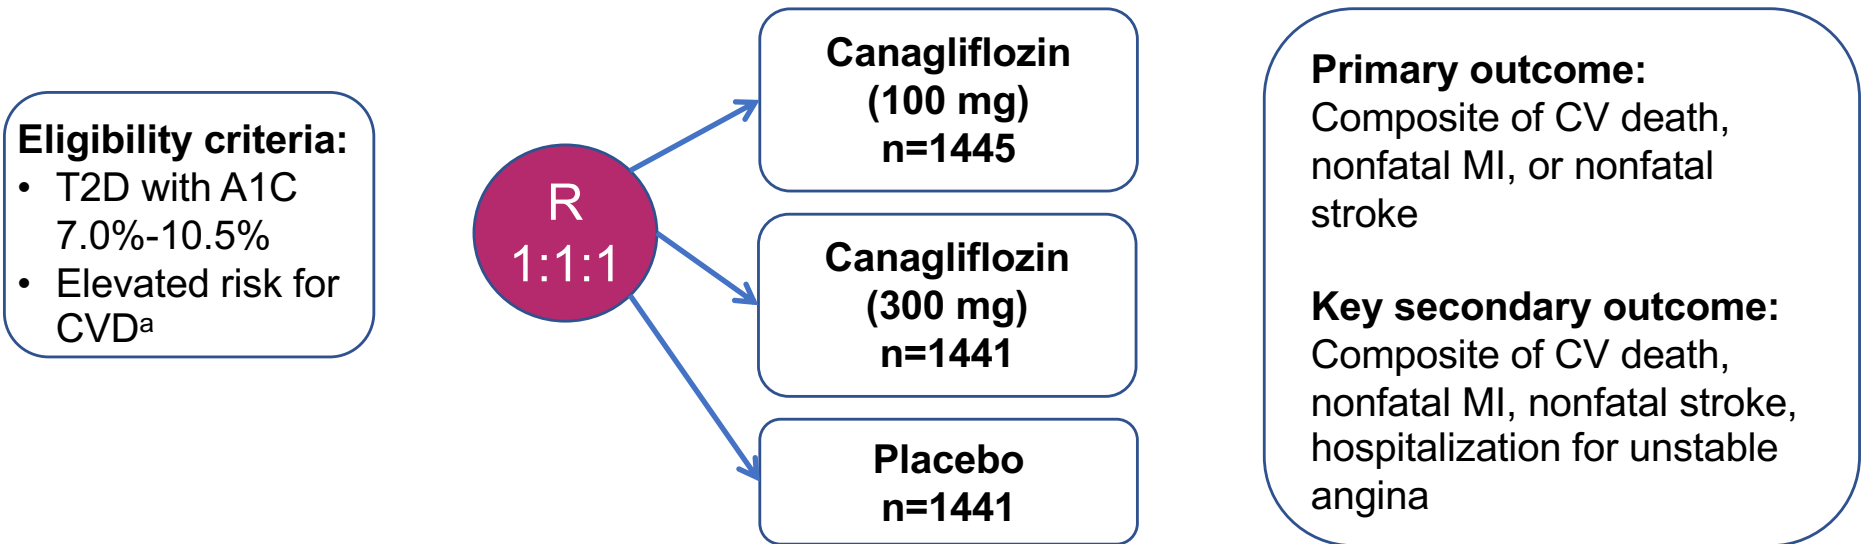 Eligibility criteria:
• T2D with A1C
7.0%-10.5%
• Elevated risk for
CVDᵃ
R
1:1:1
Canagliflozin
(100 mg)
n=1445
Canagliflozin
(300 mg)
n=1441
Placebo
n=1441
Primary outcome:
Composite of CV death,
nonfatal MI, or nonfatal
stroke
Key secondary outcome:
Composite of CV death,
nonfatal MI, nonfatal stroke,
hospitalization for unstable
angina